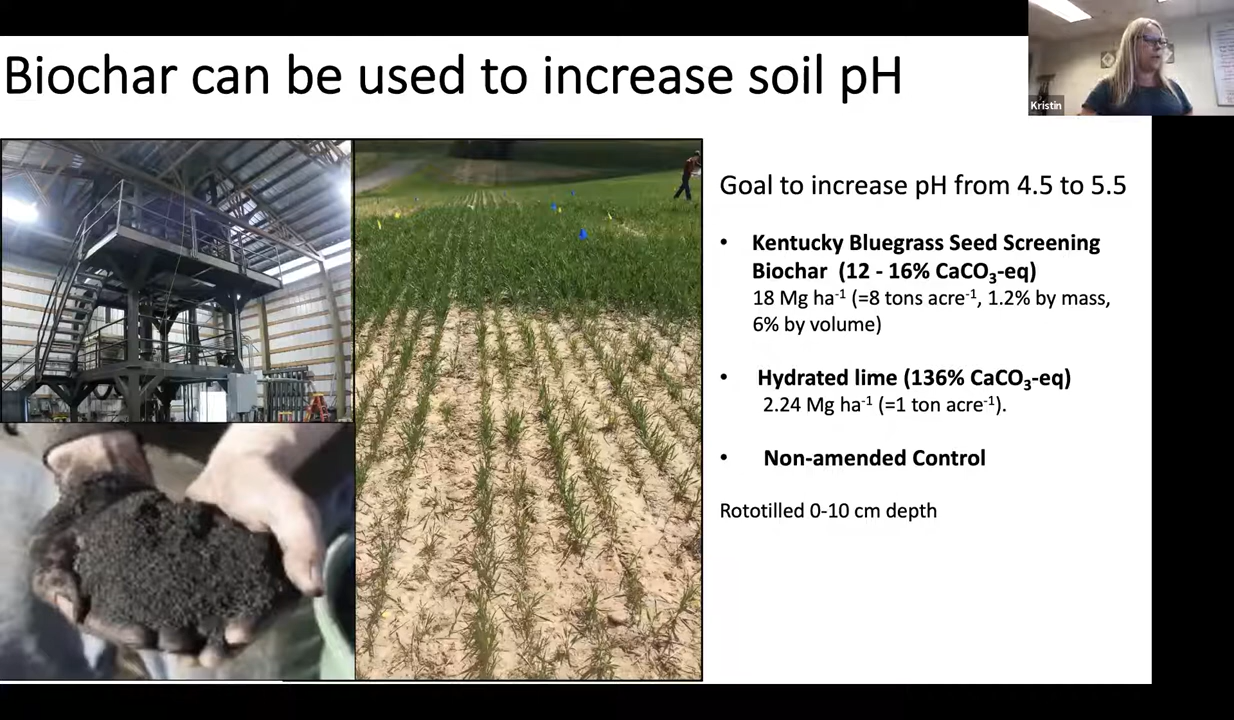 Biochar can be used to increase soil pH
Kristin
Goal to increase pH from 4.5 to 5.5
• Kentucky Bluegrass Seed Screening
Biochar (12 - 16% CaCO₃-eq)
18 Mg ha⁻¹ (=8 tons acre⁻¹, 1.2% by mass,
6% by volume)
• Hydrated lime (136% CaCO₃-eq)
2.24 Mg ha⁻¹ (=1 ton acre⁻¹).
• Non-amended Control
Rototilled 0-10 cm depth